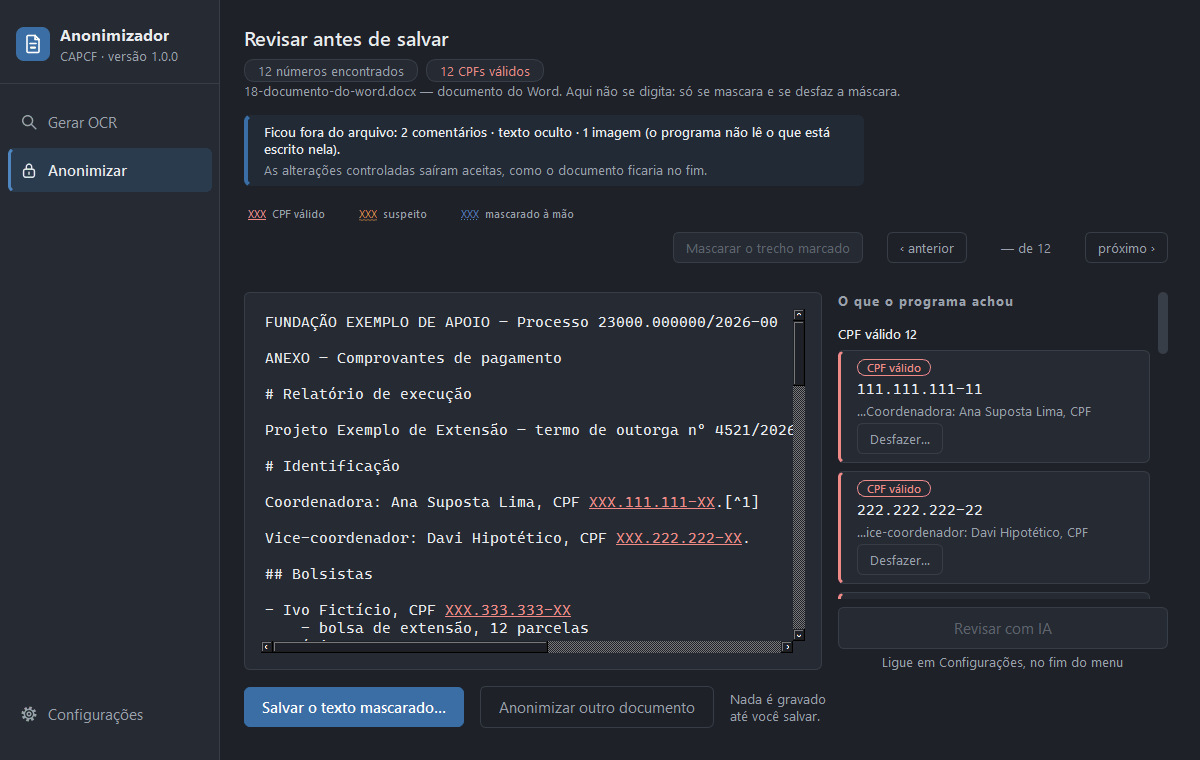 Anonimizador
CAPCF · versão 1.0.0
Gerar OCR
Anonimizar
Configurações
Revisar antes de salvar
12 números encontrados
12 CPFs válidos
18-documento-do-word.docx — documento do Word. Aqui não se digita: só se mascara e se desfaz a máscara.
Ficou fora do arquivo: 2 comentários · texto oculto · 1 imagem (o programa não lê o que está
escrito nela).
As alterações controladas saíram aceitas, como o documento ficaria no fim.
XXX CPF válido
XXX suspeito
XXX mascarado à mão
Mascarar o trecho marcado
‹ anterior
— de 12
próximo ›
FUNDAÇÃO EXEMPLO DE APOIO — Processo 23000.000000/2026-00
ANEXO — Comprovantes de pagamento
# Relatório de execução
Projeto Exemplo de Extensão — termo de outorga nº 4521/2026
# Identificação
Coordenadora: Ana Suposta Lima, CPF XXX.111.111-XX.[^1]
Vice-coordenador: Davi Hipotético, CPF XXX.222.222-XX.
## Bolsistas
- Ivo Fictício, CPF XXX.333.333-XX
- bolsa de extensão, 12 parcelas
O que o programa achou
CPF válido 12
CPF válido
111.111.111-11
...Coordenadora: Ana Suposta Lima, CPF
Desfazer...
CPF válido
222.222.222-22
...ice-coordenador: Davi Hipotético, CPF
Desfazer...
Revisar com IA
Ligue em Configurações, no fim do menu
Salvar o texto mascarado...
Anonimizar outro documento
Nada é gravado
até você salvar.